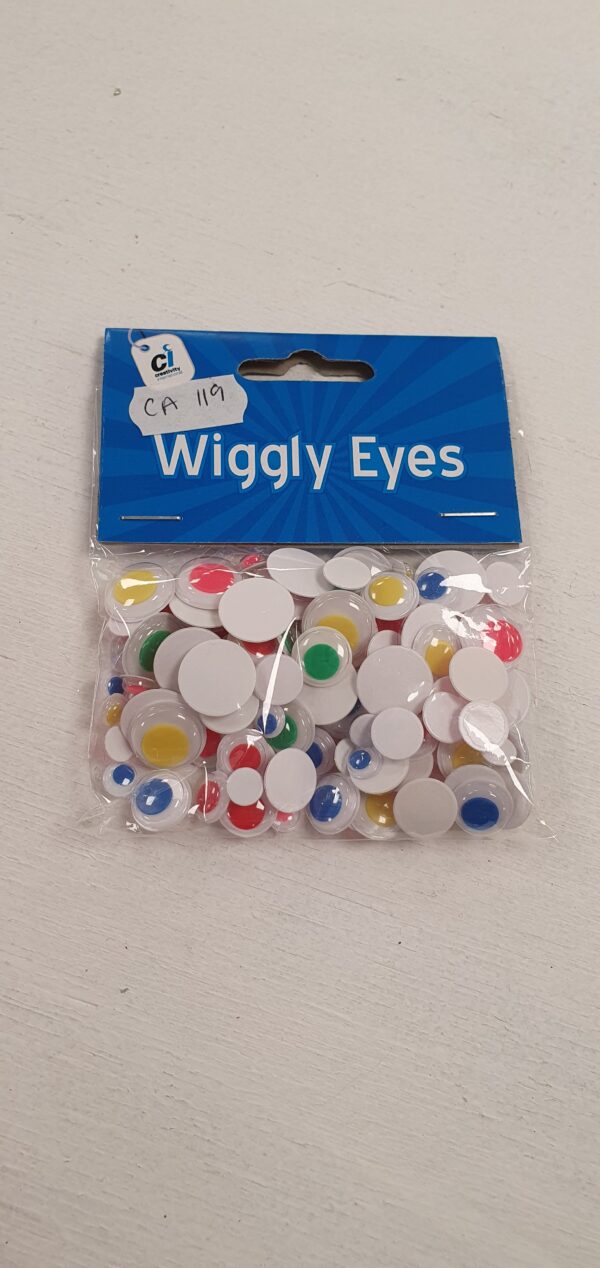 ci
creativity
international
CA 119
Wiggly Eyes